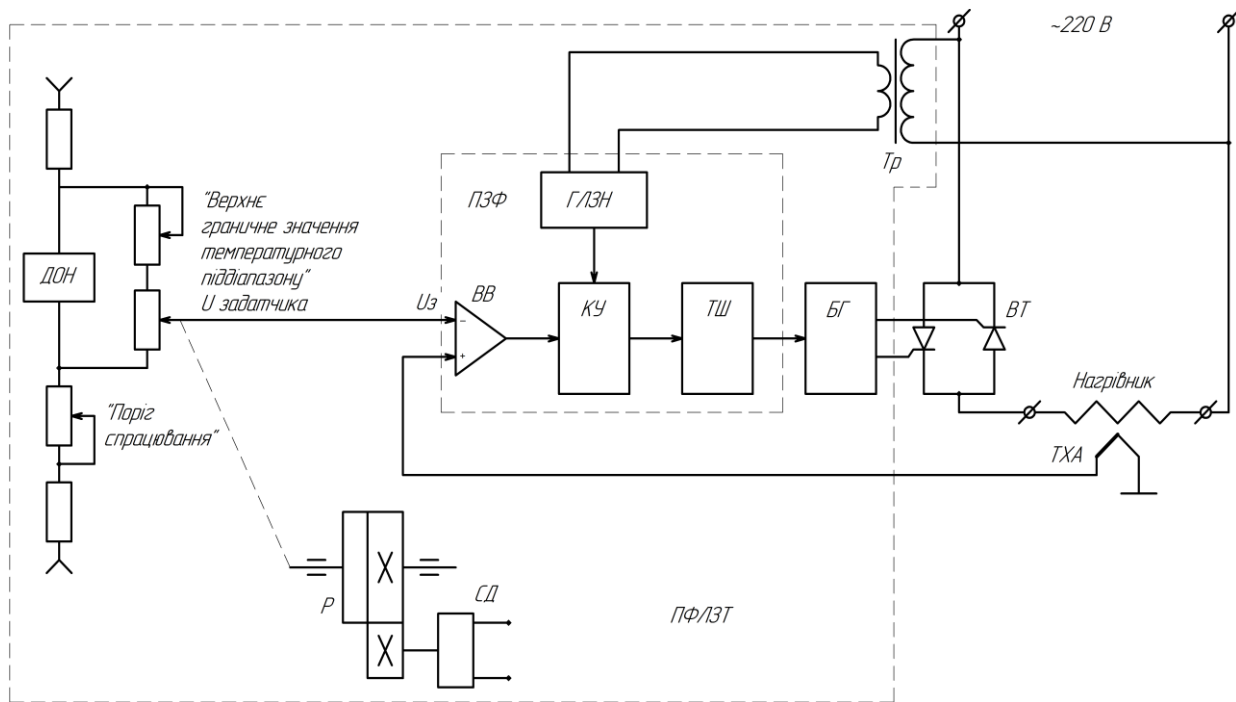 ~220 В
Тр
ПЗФ
ГЛЗН
"Верхнє
граничне значення
температурного
піддіапазону"
U задатчика
ДОН
Uз
ВВ
−
+
КУ
ТШ
БГ
ВТ
Нагрівник
"Поріг
спрацювання"
ТХА
Р
СД
ПФЛЗТ